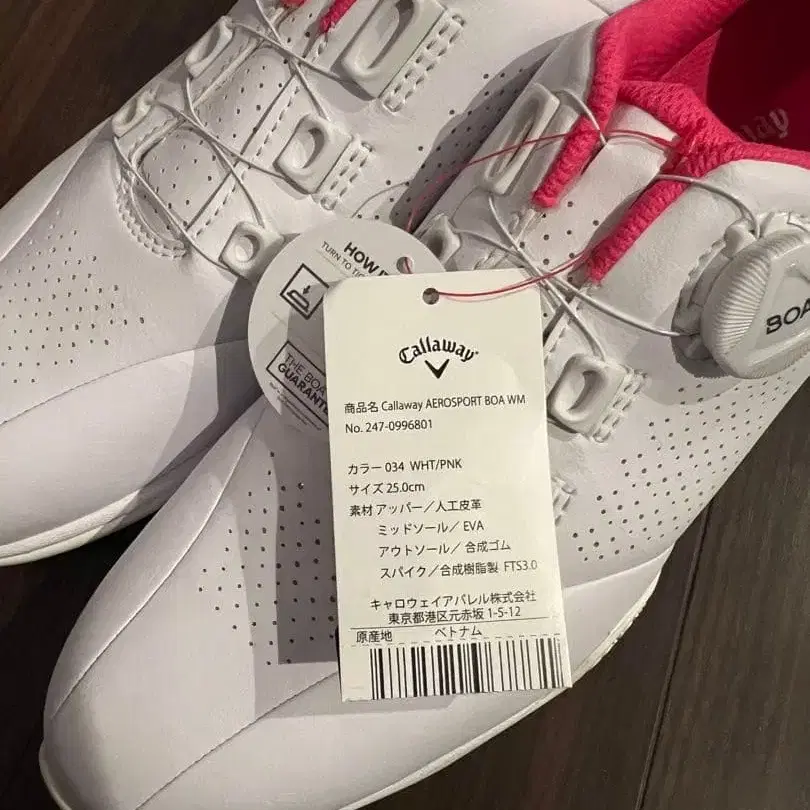 HOW
TURN TO
THE BOA
GUARANTE
Callaway
商品名 Callaway AEROSPORT BOA WM
No. 247-0996801
カラー 034 WHT/PNK
サイズ 25.0cm
素材 アッパー／人工皮革
ミッドソール／ EVA
アウトソール／ 合成ゴム
スパイク／合成樹脂製 FTS3.0
キャロウェイアパレル株式会社
東京都港区元赤坂 1-5-12
原産地 ベトナム
BOA
Callaway